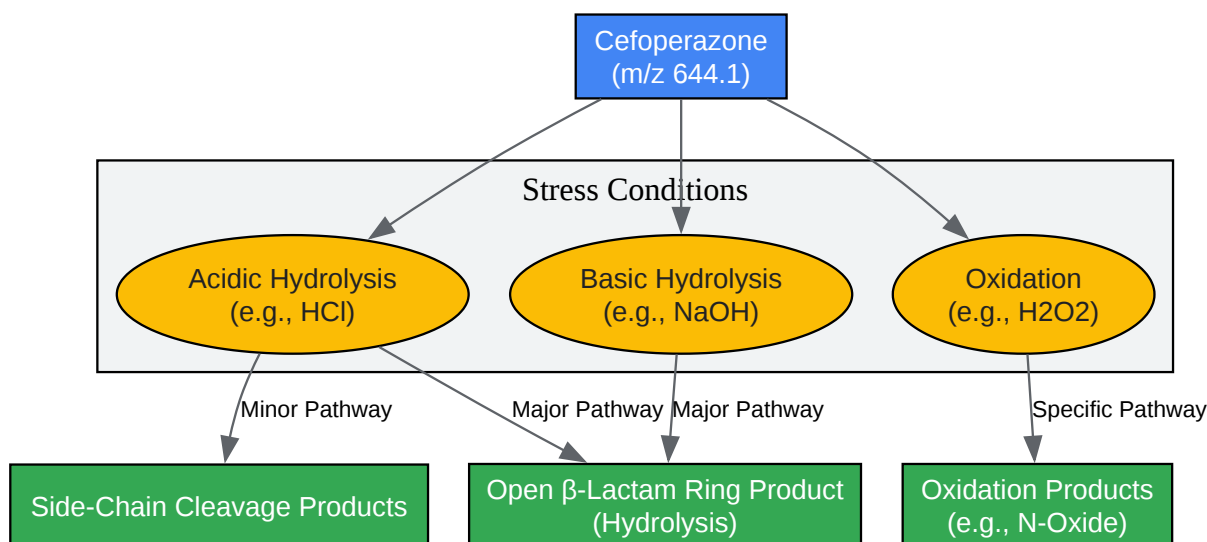 Cefoperazone
(m/z 644.1)
Stress Conditions
Acidic Hydrolysis
(e.g., HCl)
Basic Hydrolysis
(e.g., NaOH)
Oxidation
(e.g., H2O2)
Minor Pathway
Major Pathway
Major Pathway
Specific Pathway
Side-Chain Cleavage Products
Open β-Lactam Ring Product
(Hydrolysis)
Oxidation Products
(e.g., N-Oxide)